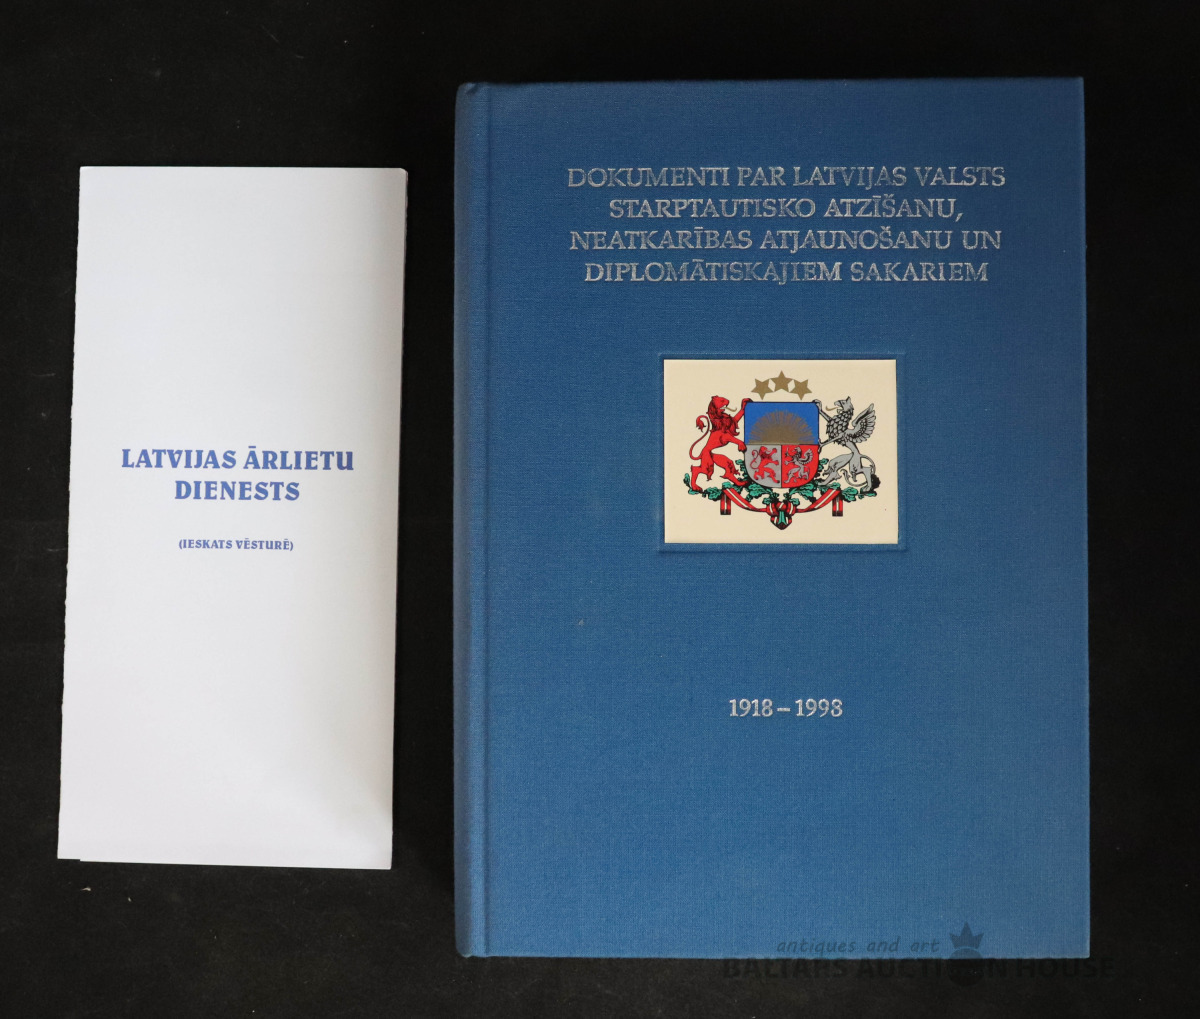 LATVIJAS ĀRLIETU
DIENESTS
(IESKATS VĒSTURĒ)
DOKUMENTI PAR LATVIJAS VALSTS
STARPTAUTISKO ATZĪŠANU,
NEATKARĪBAS ATJAUNOŠANU UN
DIPLOMĀTISKAJIEM SAKARIEM
1918 – 1998
antiques and art
BALTARS AUCTION HOUSE